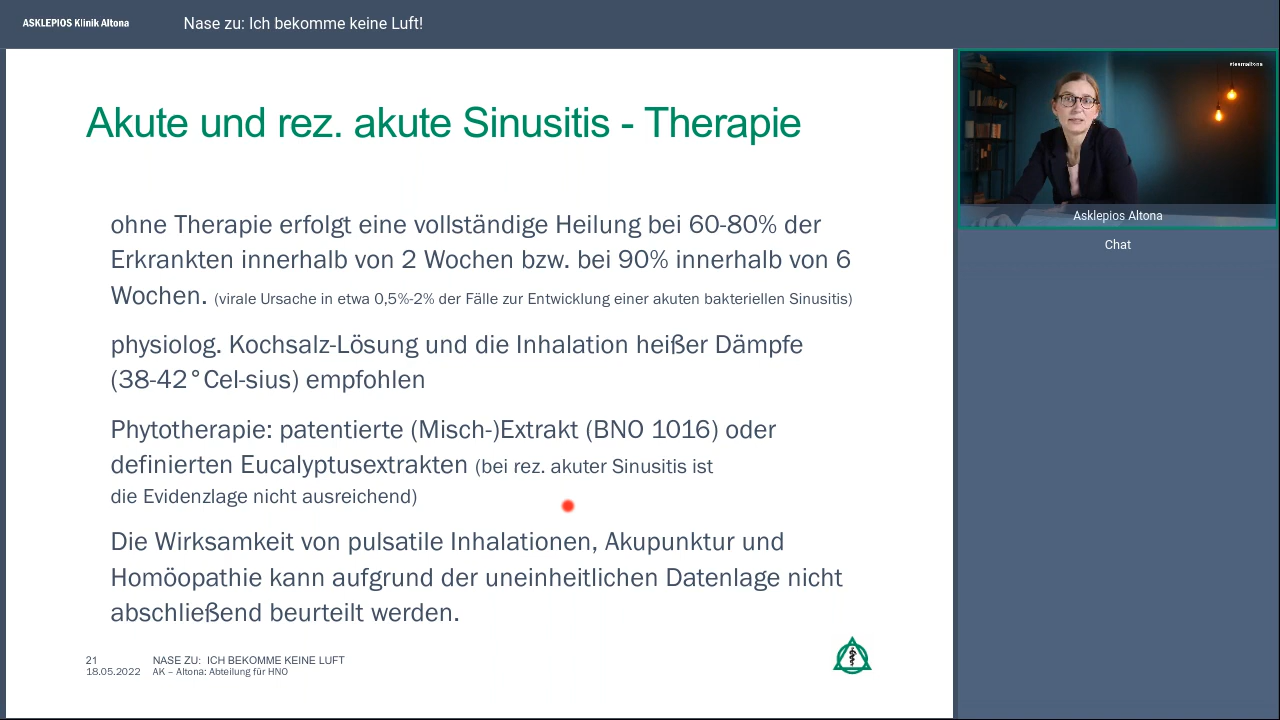 ASKLEPIOS Klinik Altona
Nase zu: Ich bekomme keine Luft!
Akute und rez. akute Sinusitis - Therapie
ohne Therapie erfolgt eine vollständige Heilung bei 60-80% der
Erkrankten innerhalb von 2 Wochen bzw. bei 90% innerhalb von 6
Wochen. (virale Ursache in etwa 0,5%-2% der Fälle zur Entwicklung einer akuten bakteriellen Sinusitis)
physiolog. Kochsalz-Lösung und die Inhalation heißer Dämpfe
(38-42°Cel-sius) empfohlen
Phytotherapie: patentierte (Misch-)Extrakt (BNO 1016) oder
definierten Eucalyptusextrakten (bei rez. akuter Sinusitis ist
die Evidenzlage nicht ausreichend)
Die Wirksamkeit von pulsatile Inhalationen, Akupunktur und
Homöopathie kann aufgrund der uneinheitlichen Datenlage nicht
abschließend beurteilt werden.
21 NASE ZU: ICH BEKOMME KEINE LUFT
18.05.2022 AK – Altona: Abteilung für HNO
#teamaltona
Asklepios Altona
Chat